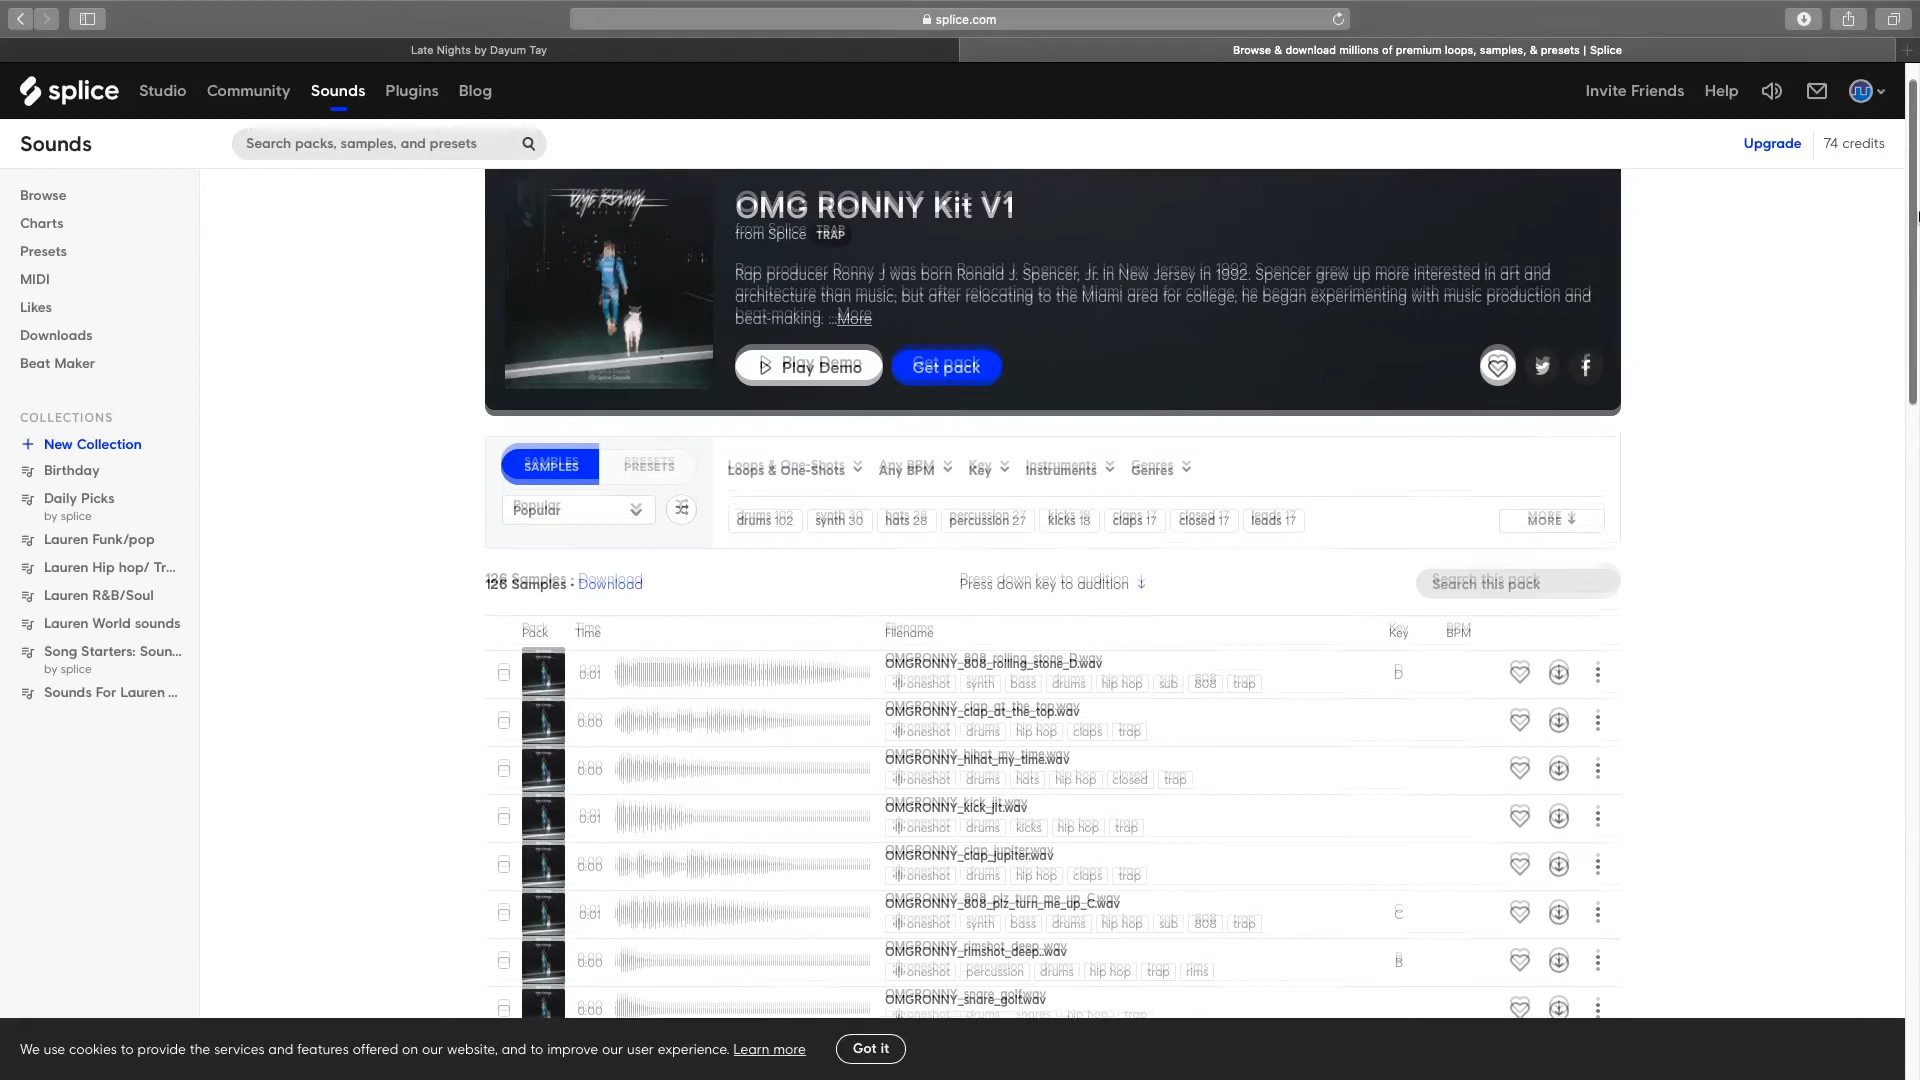 splice.com
Late Nights by Dayum Tay
Browse & download millions of premium loops, samples, & presets | Splice
splice Studio Community Sounds Plugins Blog Invite Friends Help
Sounds Search packs, samples, and presets Upgrade 74 credits
Browse
Charts
Presets
MIDI
Likes
Downloads
Beat Maker
COLLECTIONS
+ New Collection
Birthday
Daily Picks
by splice
Lauren Funk/pop
Lauren Hip hop/ Tr...
Lauren R&B/Soul
Lauren World sounds
Song Starters: Soun...
by splice
Sounds For Lauren ...
OMG RONNY
Splice Sounds
OMG RONNY Kit V1
from Splice TRAP
Rap producer Ronny J was born Ronald J. Spencer, Jr. in New Jersey in 1992. Spencer grew up more interested in art and
architecture than music, but after relocating to the Miami area for college, he began experimenting with music production and
beat-making. ...More
Play Demo Get pack
SAMPLES PRESETS Loops & One-Shots Any BPM Key Instruments Genres
Popular drums 102 synth 30 hats 28 percussion 27 kicks 18 claps 17 closed 17 leads 17 MORE
126 Samples • Download Press down key to audition ↓ Search this pack
Pack Time Filename Key BPM
0:01 OMGRONNY_808_rolling_stone_D.wav D
oneshot synth bass drums hip hop sub 808 trap
0:00 OMGRONNY_clap_at_the_top.wav
oneshot drums hip hop claps trap
0:00 OMGRONNY_hihat_my_time.wav
oneshot drums hats hip hop closed trap
0:01 OMGRONNY_kick_jit.wav
oneshot drums kicks hip hop trap
0:00 OMGRONNY_clap_jupiter.wav
oneshot drums hip hop claps trap
0:01 OMGRONNY_808_plz_turn_me_up_C.wav C
oneshot synth bass drums hip hop sub 808 trap
0:00 OMGRONNY_rimshot_deep..wav B
oneshot percussion drums hip hop trap rims
0:00 OMGRONNY_snare_golf.wav
oneshot drums snares hip hop trap
We use cookies to provide the services and features offered on our website, and to improve our user experience. Learn more Got it